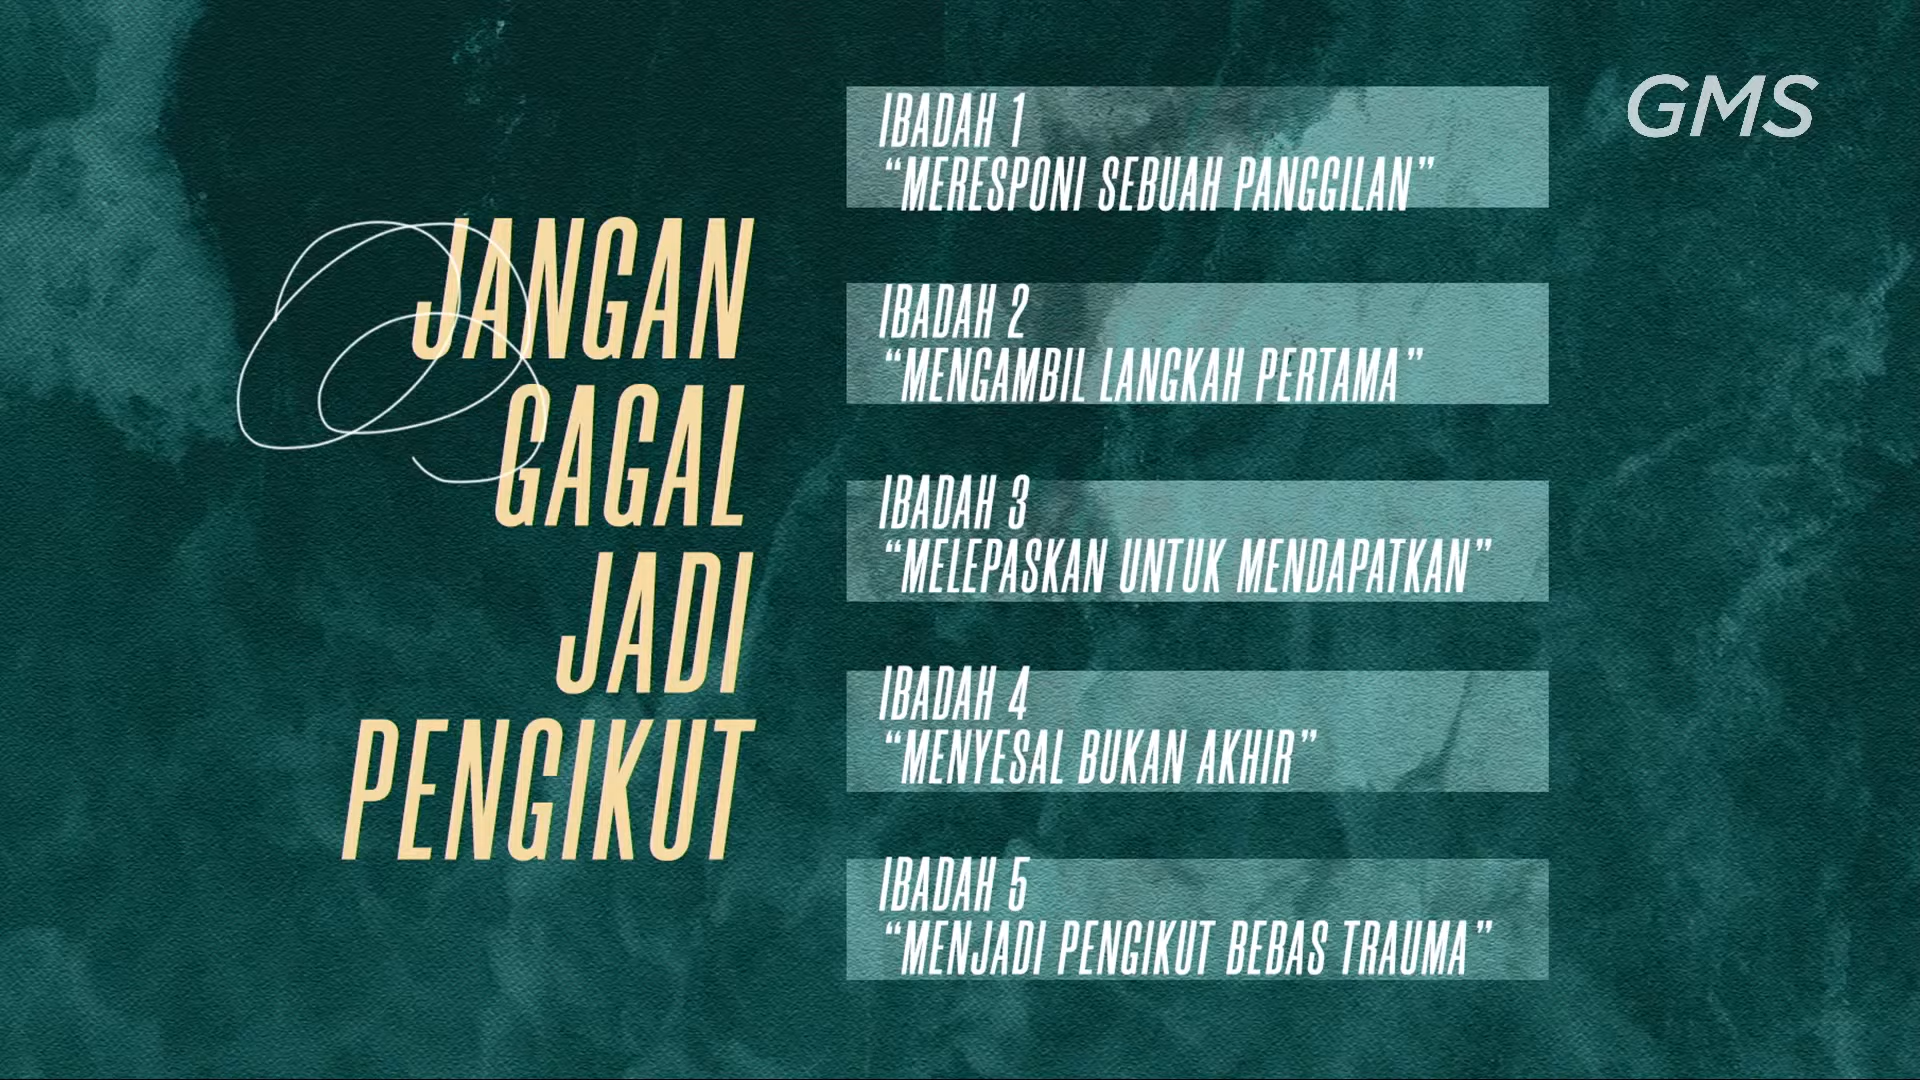 GMS
JANGAN
GAGAL
JADI
PENGIKUT
IBADAH 1
“MERESPONI SEBUAH PANGGILAN”
IBADAH 2
“MENGAMBIL LANGKAH PERTAMA”
IBADAH 3
“MELEPASKAN UNTUK MENDAPATKAN”
IBADAH 4
“MENYESAL BUKAN AKHIR”
IBADAH 5
“MENJADI PENGIKUT BEBAS TRAUMA”